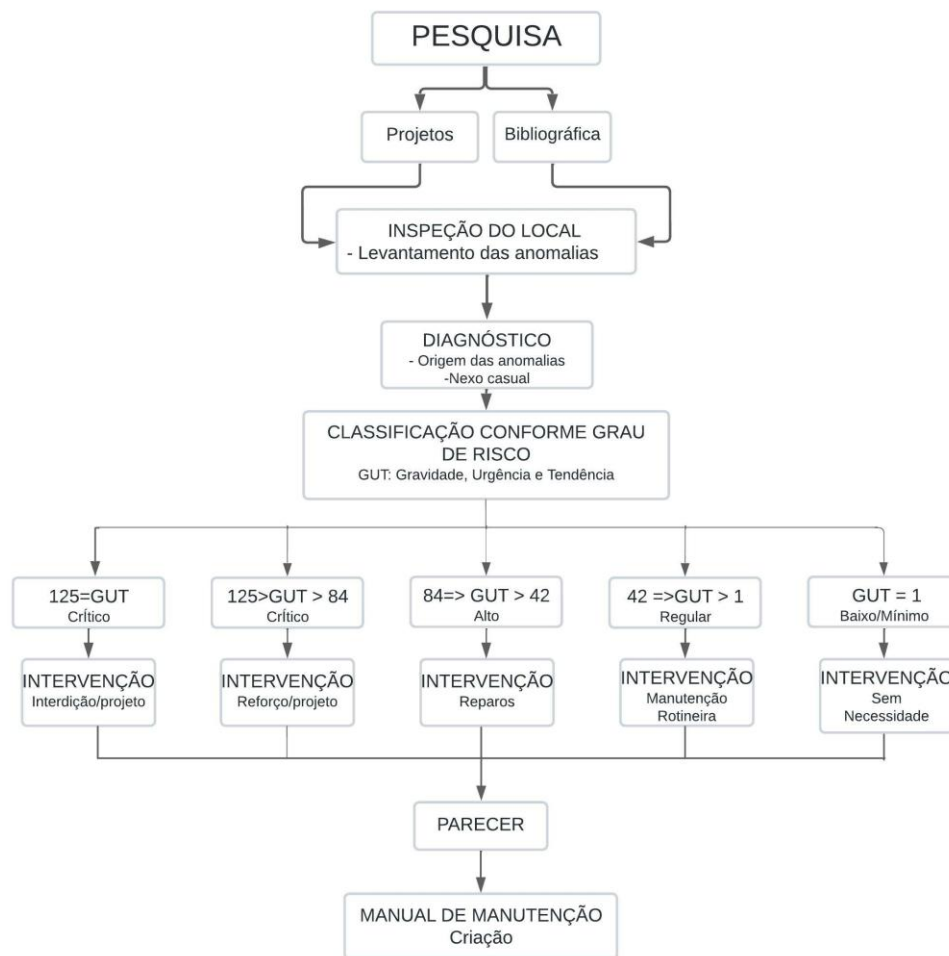 PESQUISA
Projetos
Bibliográfica
INSPEÇÃO DO LOCAL
- Levantamento das anomalias
DIAGNÓSTICO
- Origem das anomalias
-Nexo casual
CLASSIFICAÇÃO CONFORME GRAU
DE RISCO
GUT: Gravidade, Urgência e Tendência
125=GUT
CrÍtico
125>GUT > 84
CrÍtico
84=> GUT > 42
Alto
42 =>GUT > 1
Regular
GUT = 1
Baixo/Mínimo
INTERVENÇÃO
Interdição/projeto
INTERVENÇÃO
Reforço/projeto
INTERVENÇÃO
Reparos
INTERVENÇÃO
Manutenção
Rotineira
INTERVENÇÃO
Sem
Necessidade
PARECER
MANUAL DE MANUTENÇÃO
Criação